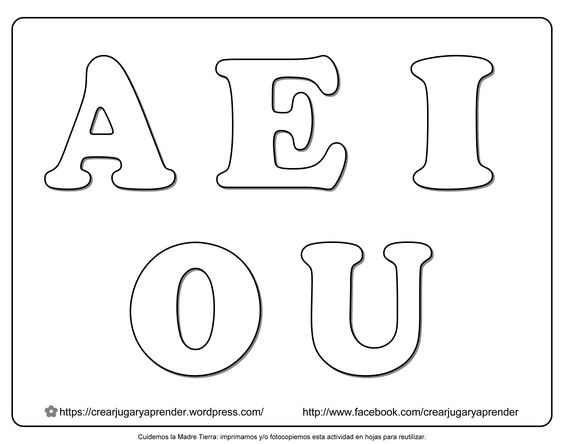 A E I
O U
https://crearjugaryaprender.wordpress.com/ http://www.facebook.com/crearjugaryaprender
Cuidemos la Madre Tierra: imprimamos y/o fotocopiemos esta actividad en hojas para reutilizar.